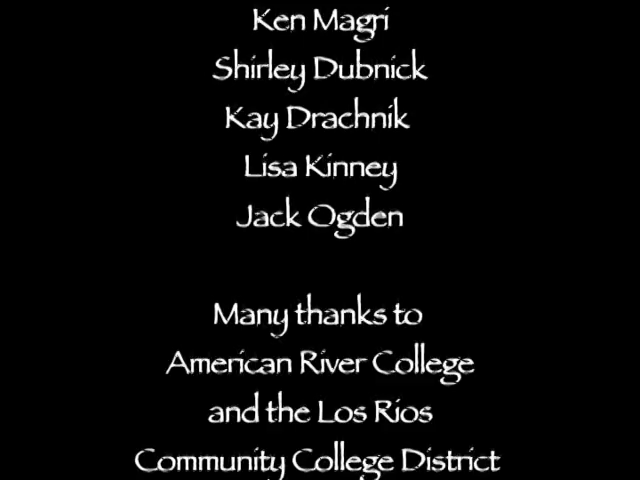 Ken Magri
Shirley Dubnick
Kay Drachnik
Lisa Kinney
Jack Ogden
Many thanks to
American River College
and the Los Rios
Community College District